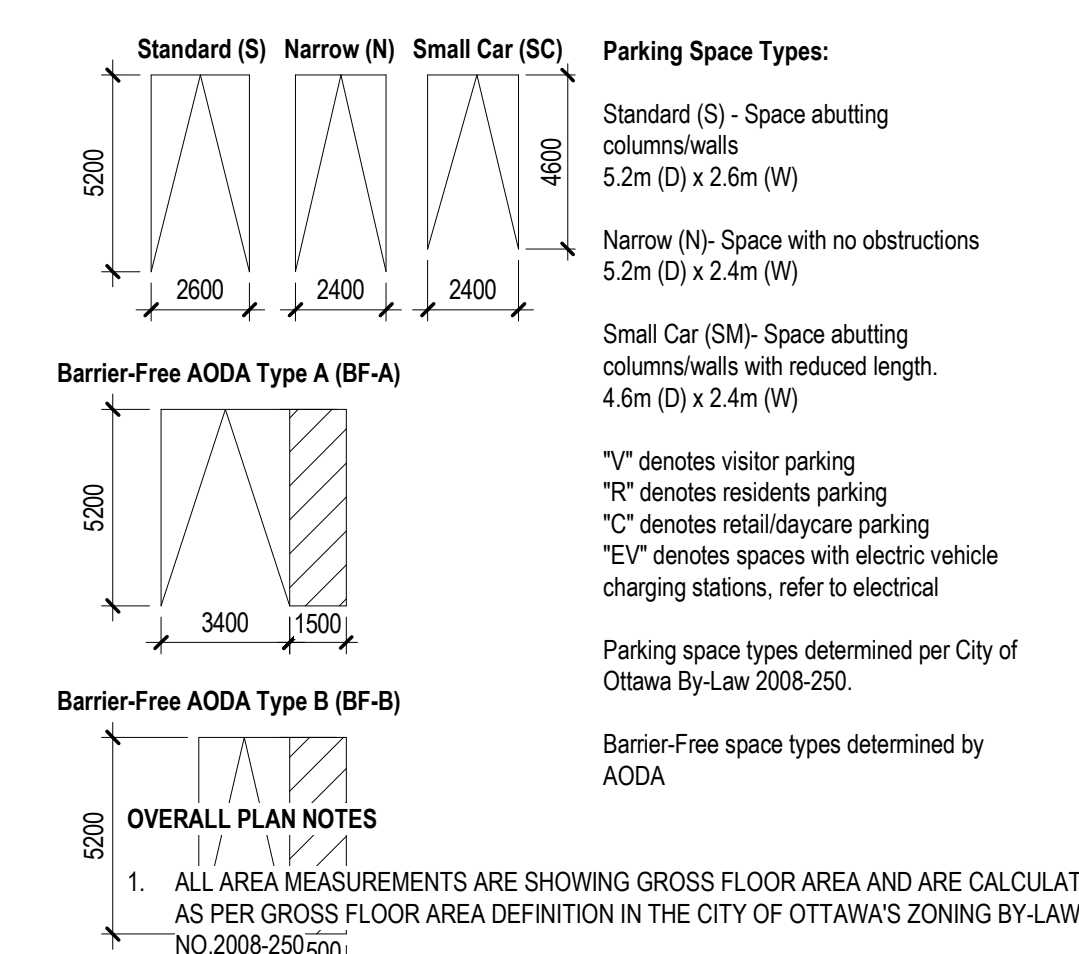 Standard (S) Narrow (N) Small Car (SC)
5200
2600
2400
4600
2400
Barrier-Free AODA Type A (BF-A)
5200
3400
1500
Barrier-Free AODA Type B (BF-B)
5200
Parking Space Types:
Standard (S) - Space abutting
columns/walls
5.2m (D) x 2.6m (W)
Narrow (N)- Space with no obstructions
5.2m (D) x 2.4m (W)
Small Car (SM)- Space abutting
columns/walls with reduced length.
4.6m (D) x 2.4m (W)
"V" denotes visitor parking
"R" denotes residents parking
"C" denotes retail/daycare parking
"EV" denotes spaces with electric vehicle
charging stations, refer to electrical
Parking space types determined per City of
Ottawa By-Law 2008-250.
Barrier-Free space types determined by
AODA
OVERALL PLAN NOTES
1. ALL AREA MEASUREMENTS ARE SHOWING GROSS FLOOR AREA AND ARE CALCULAT
AS PER GROSS FLOOR AREA DEFINITION IN THE CITY OF OTTAWA'S ZONING BY-LAW
NO.2008-250